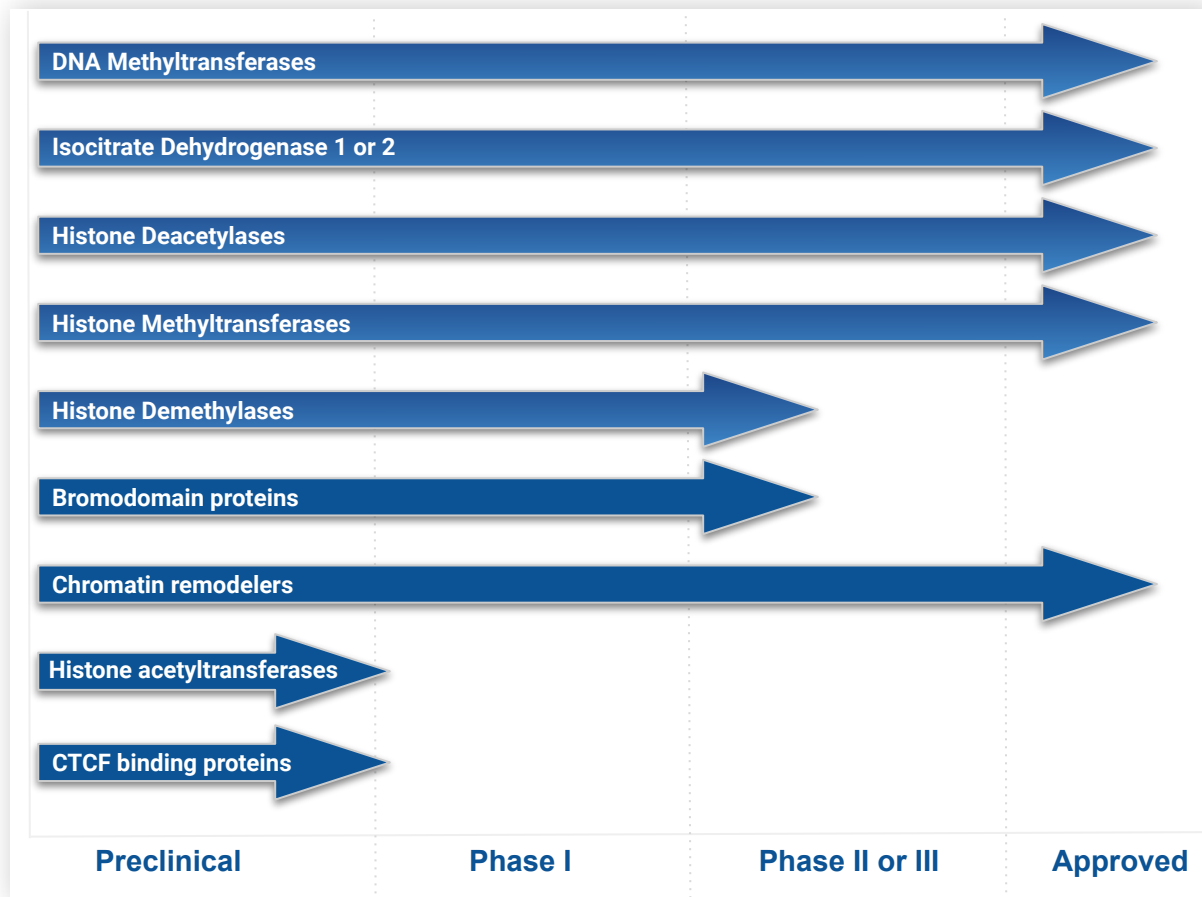 DNA Methyltransferases
Isocitrate Dehydrogenase 1 or 2
Histone Deacetylases
Histone Methyltransferases
Histone Demethylases
Bromodomain proteins
Chromatin remodelers
Histone acetyltransferases
CTCF binding proteins
Preclinical
Phase I
Phase II or III
Approved